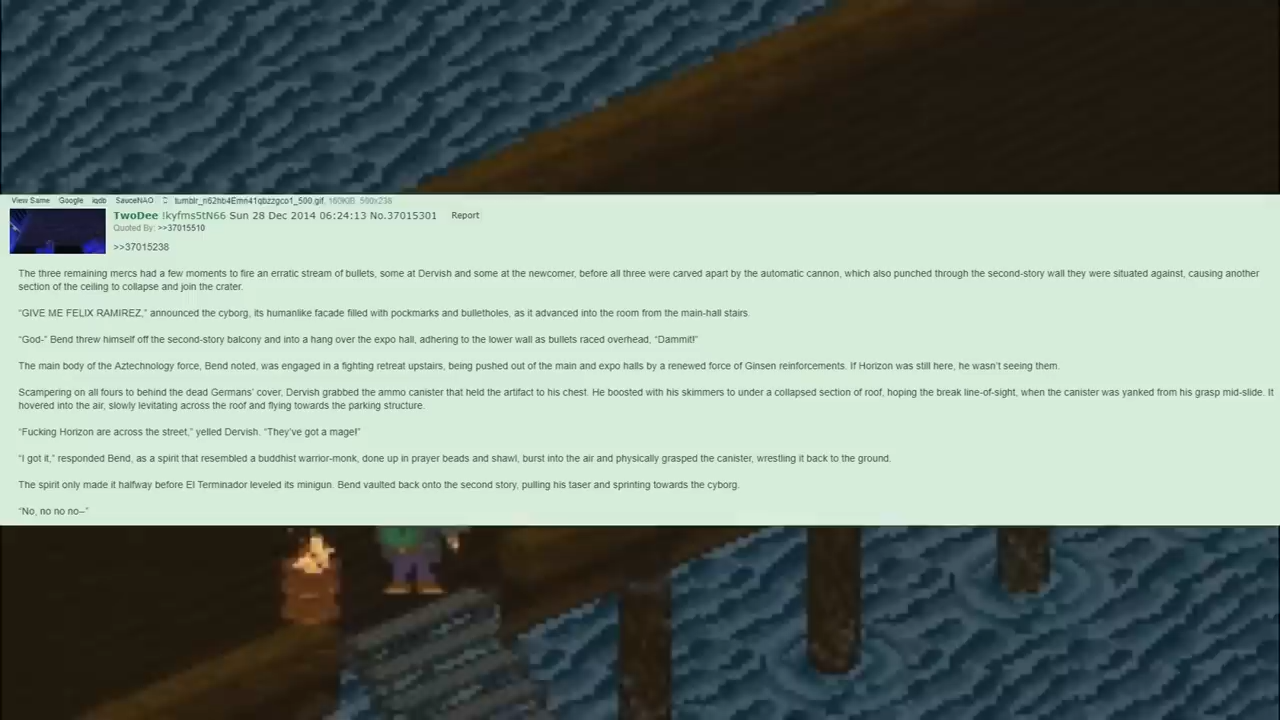 View Same Google iqdb SauceNAO tumblr_n62hb4Emn41qbzzgco1_500.gif, 160KiB, 500x238
TwoDee !kyfms5tN66 Sun 28 Dec 2014 06:24:13 No.37015301 Report
Quoted By: >>37015510
>>37015238
The three remaining mercs had a few moments to fire an erratic stream of bullets, some at Dervish and some at the newcomer, before all three were carved apart by the automatic cannon, which also punched through the second-story wall they were situated against, causing another
section of the ceiling to collapse and join the crater.
“GIVE ME FELIX RAMIREZ,” announced the cyborg, its humanlike facade filled with pockmarks and bulletholes, as it advanced into the room from the main-hall stairs.
“God-” Bend threw himself off the second-story balcony and into a hang over the expo hall, adhering to the lower wall as bullets raced overhead, “Dammit!”
The main body of the Aztechnology force, Bend noted, was engaged in a fighting retreat upstairs, being pushed out of the main and expo halls by a renewed force of Ginsen reinforcements. If Horizon was still here, he wasn’t seeing them.
Scampering on all fours to behind the dead Germans’ cover, Dervish grabbed the ammo canister that held the artifact to his chest. He boosted with his skimmers to under a collapsed section of roof, hoping the break line-of-sight, when the canister was yanked from his grasp mid-slide. It
hovered into the air, slowly levitating across the roof and flying towards the parking structure.
“Fucking Horizon are across the street,” yelled Dervish. “They’ve got a mage!”
“I got it,” responded Bend, as a spirit that resembled a buddhist warrior-monk, done up in prayer beads and shawl, burst into the air and physically grasped the canister, wrestling it back to the ground.
The spirit only made it halfway before El Terminador leveled its minigun. Bend vaulted back onto the second story, pulling his taser and sprinting towards the cyborg.
“No, no no no–”